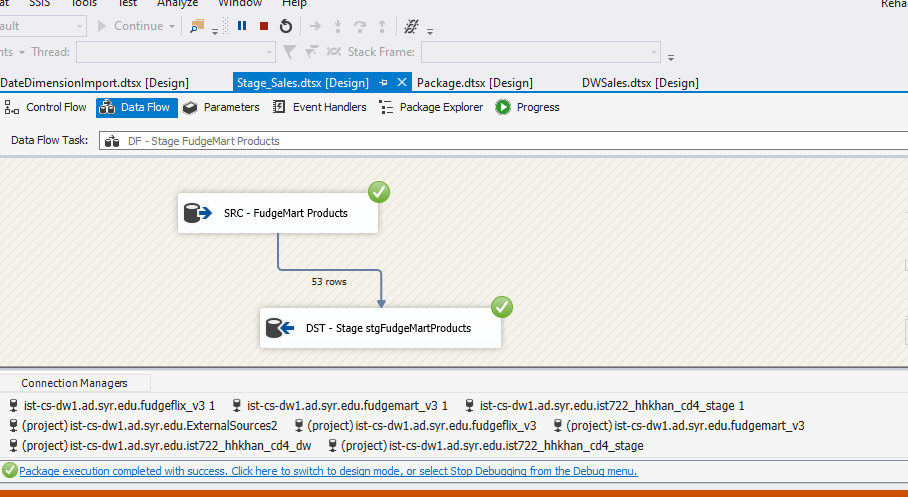 SSIS Tools Test Analyze Window Help
Continue
Thread: Stack Frame:
DateDimensionImport.dtsx [Design] Stage_Sales.dtsx [Design] Package.dtsx [Design] DWSales.dtsx [Design]
Control Flow Data Flow Parameters Event Handlers Package Explorer Progress
Data Flow Task: DF - Stage FudgeMart Products
SRC - FudgeMart Products
53 rows
DST - Stage stgFudgeMartProducts
Connection Managers
ist-cs-dw1.ad.syr.edu.fudgeflix_v3 1 ist-cs-dw1.ad.syr.edu.fudgemart_v3 1 ist-cs-dw1.ad.syr.edu.ist722_hhkhan_cd4_stage 1
(project) ist-cs-dw1.ad.syr.edu.ExternalSources2 (project) ist-cs-dw1.ad.syr.edu.fudgeflix_v3 (project) ist-cs-dw1.ad.syr.edu.fudgemart_v3
(project) ist-cs-dw1.ad.syr.edu.ist722_hhkhan_cd4_dw (project) ist-cs-dw1.ad.syr.edu.ist722_hhkhan_cd4_stage
Package execution completed with success. Click here to switch to design mode, or select Stop Debugging from the Debug menu.